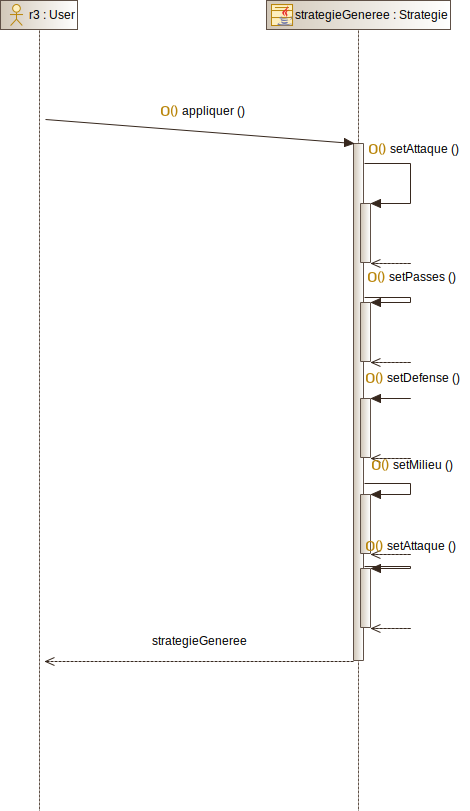 r3 : User
strategieGeneree : Strategie
O() appliquer ()
O() setAttaque ()
O() setPasses ()
O() setDefense ()
O() setMilieu ()
O() setAttaque ()
strategieGeneree